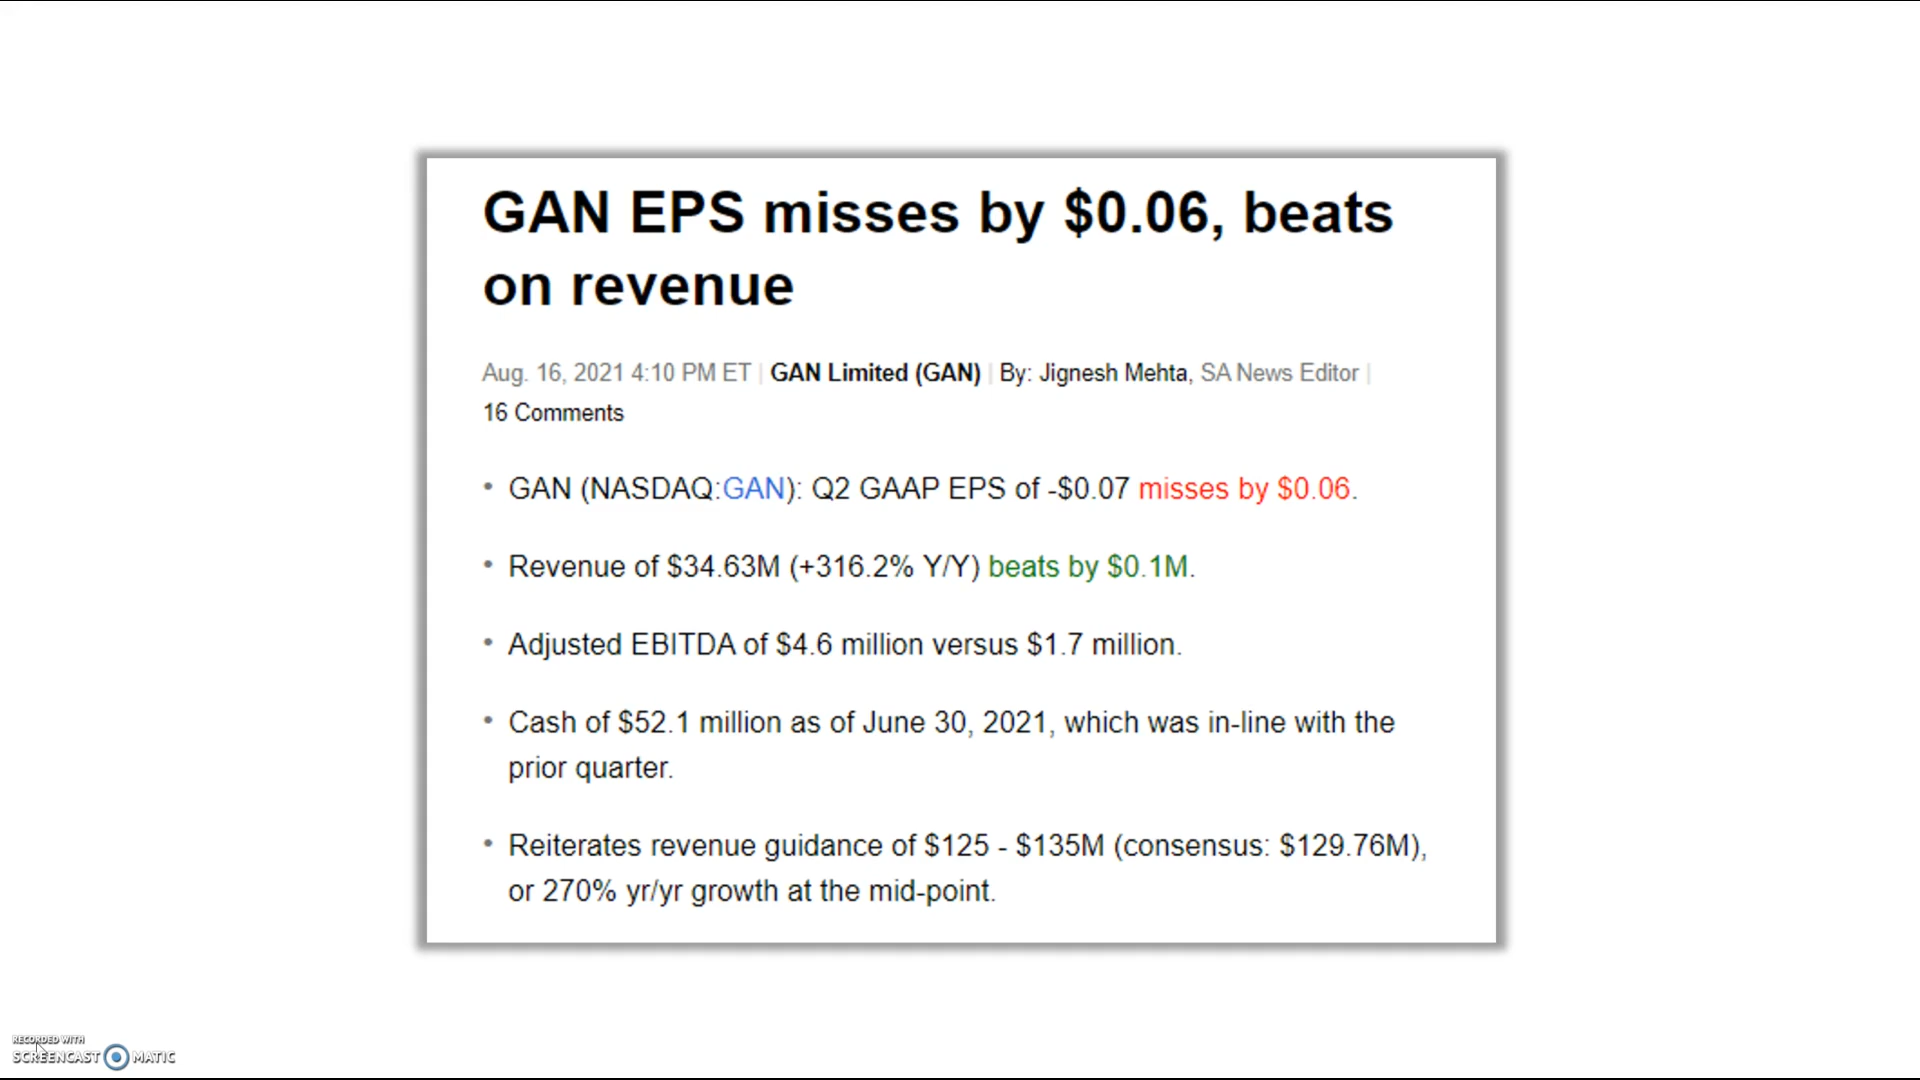 GAN EPS misses by $0.06, beats
on revenue
Aug. 16, 2021 4:10 PM ET | GAN Limited (GAN) | By: Jignesh Mehta, SA News Editor |
16 Comments
• GAN (NASDAQ:GAN): Q2 GAAP EPS of -$0.07 misses by $0.06.
• Revenue of $34.63M (+316.2% Y/Y) beats by $0.1M.
• Adjusted EBITDA of $4.6 million versus $1.7 million.
• Cash of $52.1 million as of June 30, 2021, which was in-line with the
prior quarter.
• Reiterates revenue guidance of $125 - $135M (consensus: $129.76M),
or 270% yr/yr growth at the mid-point.
RECORDED WITH
SCREENCAST MATIC